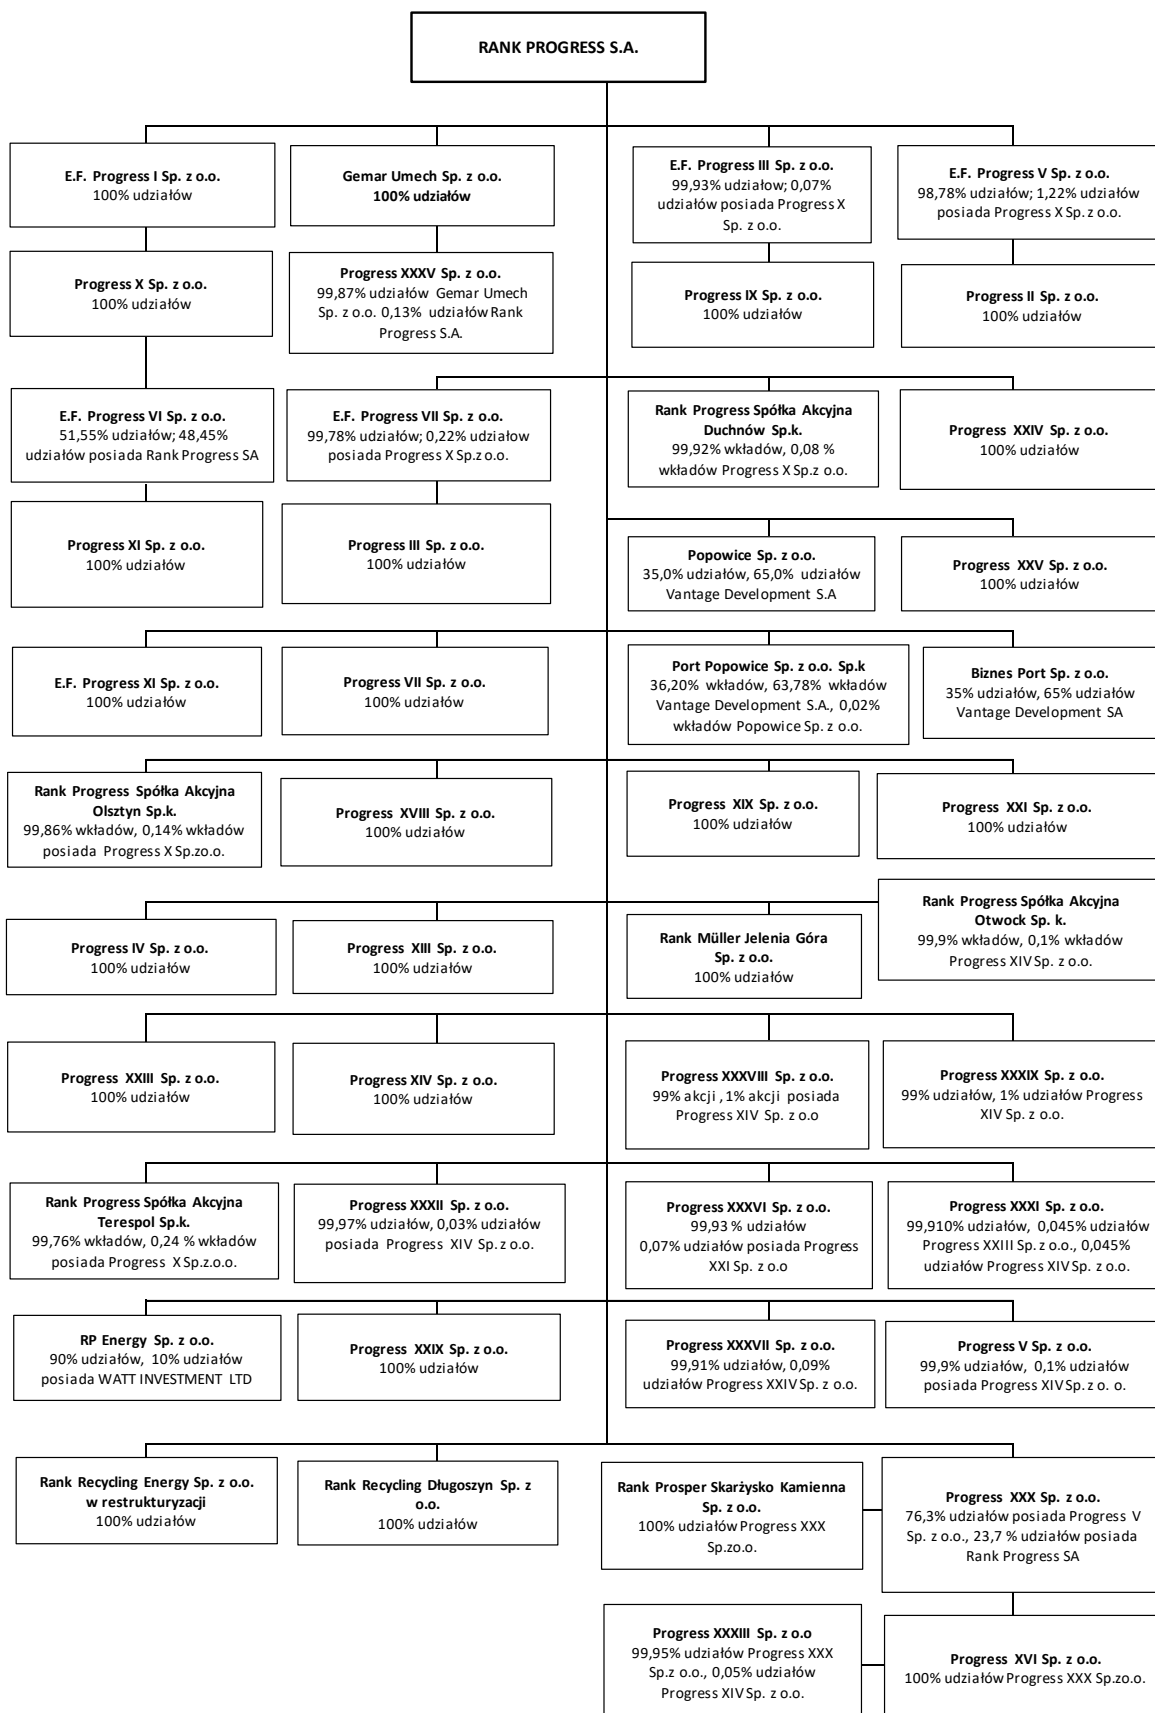 RANK PROGRESS S.A.
E.F. Progress I Sp. z o.o.
100% udziałów
Gemar Umech Sp. z o.o.
100% udziałów
E.F. Progress III Sp. z o.o.
99,93% udziałow; 0,07%
udziałów posiada Progress X
Sp. z o.o.
E.F. Progress V Sp. z o.o.
98,78% udziałów; 1,22% udziałów
posiada Progress X Sp. z o.o.
Progress X Sp. z o.o.
100% udziałów
Progress XXXV Sp. z o.o.
99,87% udziałów Gemar Umech
Sp. z o.o. 0,13% udziałów Rank
Progress S.A.
Progress IX Sp. z o.o.
100% udziałów
Progress II Sp. z o.o.
100% udziałów
E.F. Progress VI Sp. z o.o.
51,55% udziałów; 48,45%
udziałów posiada Rank Progress SA
E.F. Progress VII Sp. z o.o.
99,78% udziałów; 0,22% udziałow
posiada Progress X Sp.z o.o.
Rank Progress Spółka Akcyjna
Duchnów Sp.k.
99,92% wkładów, 0,08 %
wkładów Progress X Sp.z o.o.
Progress XXIV Sp. z o.o.
100% udziałów
Progress XI Sp. z o.o.
100% udziałów
Progress III Sp. z o.o.
100% udziałów
Popowice Sp. z o.o.
35,0% udziałów, 65,0% udziałów
Vantage Development S.A
Progress XXV Sp. z o.o.
100% udziałów
E.F. Progress XI Sp. z o.o.
100% udziałów
Progress VII Sp. z o.o.
100% udziałów
Port Popowice Sp. z o.o. Sp.k
36,20% wkładów, 63,78% wkładów
Vantage Development S.A., 0,02%
wkładów Popowice Sp. z o.o.
Biznes Port Sp. z o.o.
35% udziałów, 65% udziałów
Vantage Development SA
Rank Progress Spółka Akcyjna
Olsztyn Sp.k.
99,86% wkładów, 0,14% wkładów
posiada Progress X Sp.zo.o.
Progress XVIII Sp. z o.o.
100% udziałów
Progress XIX Sp. z o.o.
100% udziałów
Progress XXI Sp. z o.o.
100% udziałów
Progress IV Sp. z o.o.
100% udziałów
Progress XIII Sp. z o.o.
100% udziałów
Rank Müller Jelenia Góra
Sp. z o.o.
100% udziałów
Rank Progress Spółka Akcyjna
Otwock Sp. k.
99,9% wkładów, 0,1% wkładów
Progress XIV Sp. z o.o.
Progress XXIII Sp. z o.o.
100% udziałów
Progress XIV Sp. z o.o.
100% udziałów
Progress XXXVIII Sp. z o.o.
99% akcji , 1% akcji posiada
Progress XIV Sp. z o.o
Progress XXXIX Sp. z o.o.
99% udziałów, 1% udziałów Progress
XIV Sp. z o.o.
Rank Progress Spółka Akcyjna
Terespol Sp.k.
99,76% wkładów, 0,24 % wkładów
posiada Progress X Sp.z.o.o.
Progress XXXII Sp. z o.o.
99,97% udziałów, 0,03% udziałów
posiada Progress XIV Sp. z o.o.
Progress XXXVI Sp. z o.o.
99,93 % udziałów
0,07% udziałów posiada Progress
XXI Sp. z o.o
Progress XXXI Sp. z o.o.
99,910% udziałów, 0,045% udziałów
Progress XXIII Sp. z o.o., 0,045%
udziałów Progress XIV Sp. z o.o.
RP Energy Sp. z o.o.
90% udziałów, 10% udziałów
posiada WATT INVESTMENT LTD
Progress XXIX Sp. z o.o.
100% udziałów
Progress XXXVII Sp. z o.o.
99,91% udziałów, 0,09%
udziałów Progress XXIV Sp. z o.o.
Progress V Sp. z o.o.
99,9% udziałów, 0,1% udziałów
posiada Progress XIV Sp. z o. o.
Rank Recycling Energy Sp. z o.o.
w restrukturyzacji
100% udziałów
Rank Recycling Długoszyn Sp. z
o.o.
100% udziałów
Rank Prosper Skarżysko Kamienna
Sp. z o.o.
100% udziałów Progress XXX
Sp.zo.o.
Progress XXX Sp. z o.o.
76,3% udziałów posiada Progress V
Sp. z o.o., 23,7 % udziałów posiada
Rank Progress SA
Progress XXXIII Sp. z o.o
99,95% udziałów Progress XXX
Sp.z o.o., 0,05% udziałów
Progress XIV Sp. z o.o.
Progress XVI Sp. z o.o.
100% udziałów Progress XXX Sp.zo.o.